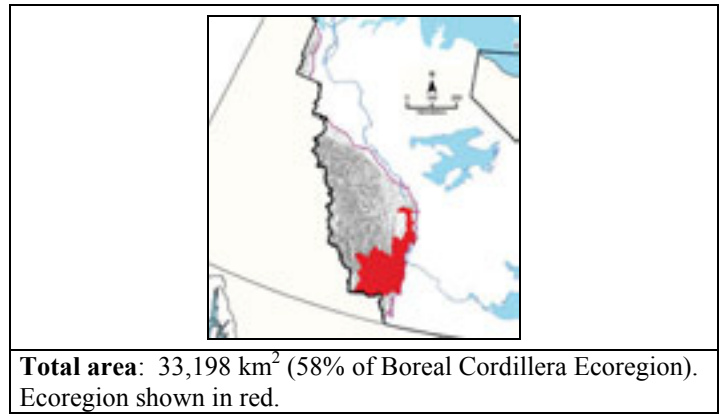 Total area: 33,198 km² (58% of Boreal Cordillera Ecoregion).
Ecoregion shown in red.